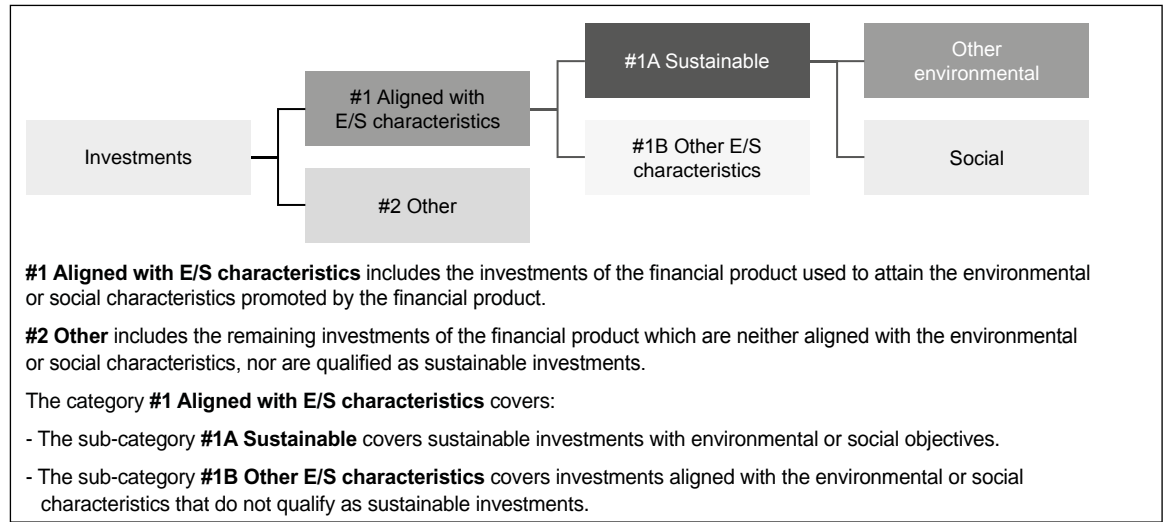 #1A Sustainable
Other
environmental
#1 Aligned with
E/S characteristics
Investments
#1B Other E/S
characteristics
Social
#2 Other
#1 Aligned with E/S characteristics includes the investments of the financial product used to attain the environmental
or social characteristics promoted by the financial product.
#2 Other includes the remaining investments of the financial product which are neither aligned with the environmental
or social characteristics, nor are qualified as sustainable investments.
The category #1 Aligned with E/S characteristics covers:
- The sub-category #1A Sustainable covers sustainable investments with environmental or social objectives.
- The sub-category #1B Other E/S characteristics covers investments aligned with the environmental or social
characteristics that do not qualify as sustainable investments.